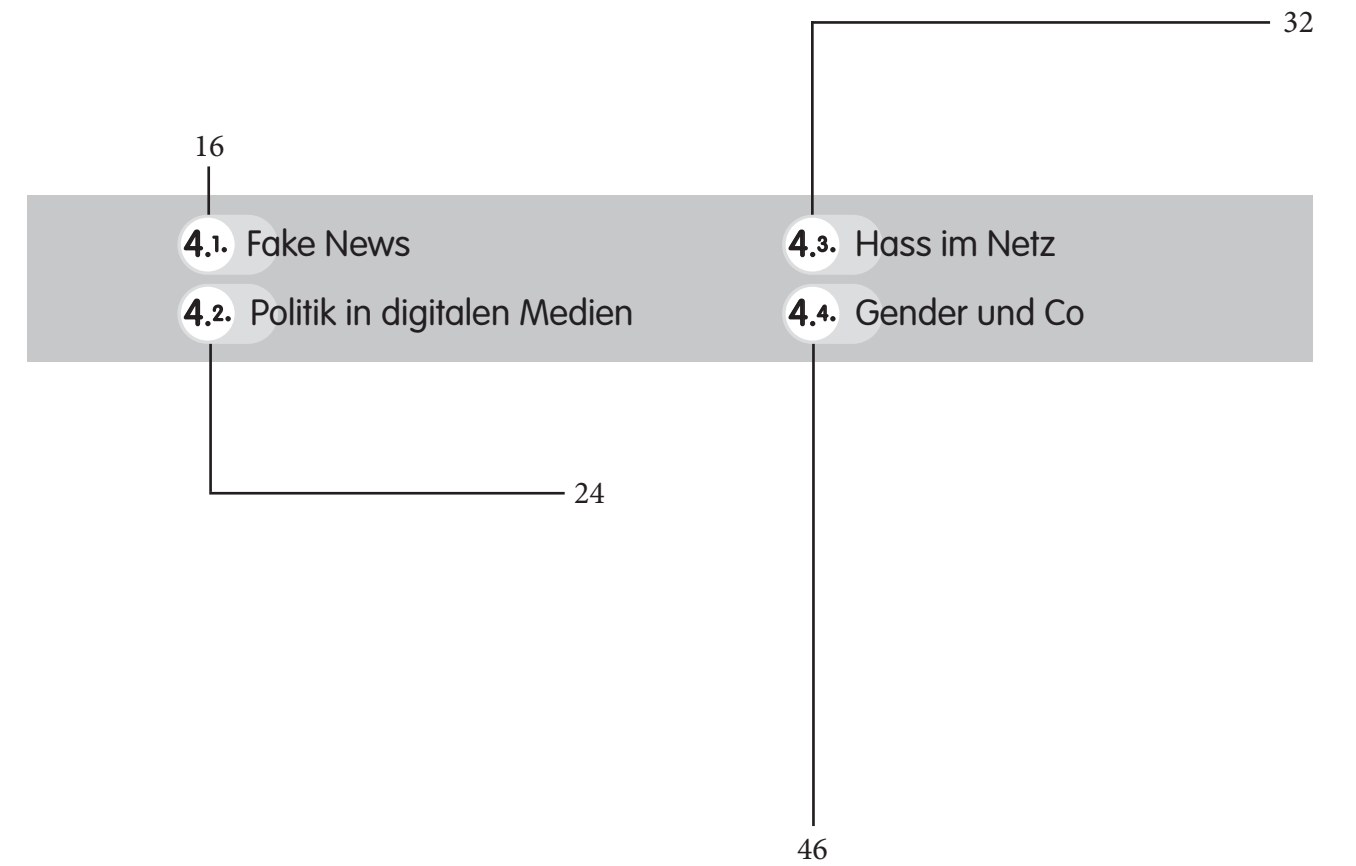 32
16
4.1. Fake News
4.3. Hass im Netz
4.2. Politik in digitalen Medien
4.4. Gender und Co
24
46